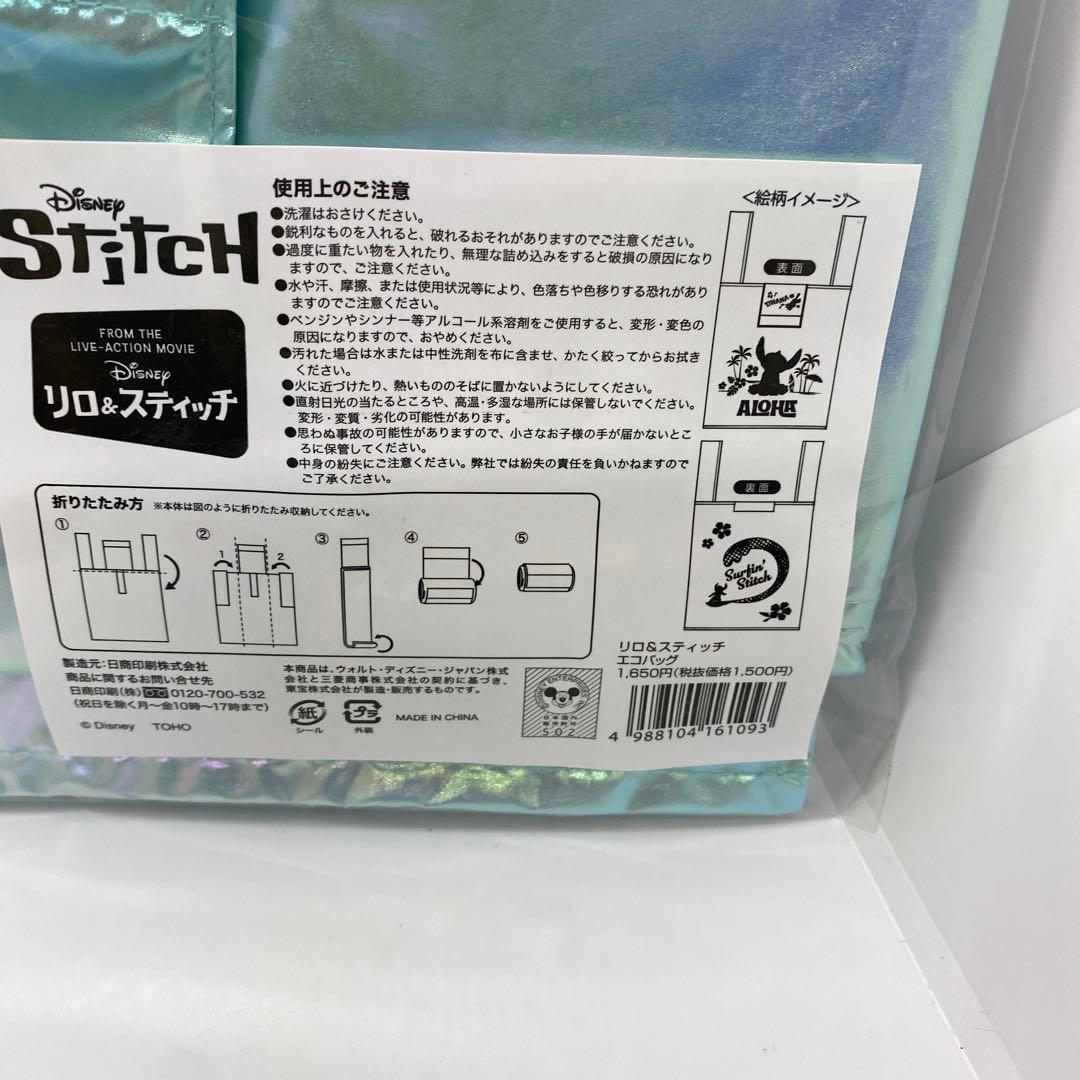 Disney
Stitch
FROM THE
LIVE-ACTION MOVIE
Disney
リロ&スティッチ
使用上のご注意
●洗濯はおさけください。
●鋭利なものを入れると、破れるおそれがありますのでご注意ください。
●過度に重たい物を入れたり、無理な詰め込みをすると破損の原因になり
ますので、ご注意ください。
●水や汗、摩擦、または使用状況等により、色落ちや色移りする恐れがあり
ますのでご注意ください。
●ベンジンやシンナー等アルコール系溶剤をご使用すると、変形・変色の
原因になりますので、おやめください。
●汚れた場合は水または中性洗剤を布に含ませ、かたく絞ってからお拭き
ください。
●火に近づけたり、熱いもののそばに置かないようにしてください。
●直射日光の当たるところや、高温・多湿な場所には保管しないでください。
変形・変質・劣化の可能性があります。
●思わぬ事故の可能性がありますので、小さなお子様の手が届かないとこ
ろに保管してください。
●中身の紛失にご注意ください。弊社では紛失の責任を負いかねますので
ご了承ください。
<絵柄イメージ>
表面
OHANA
ALOHA
裏面
Surfin'
Stitch
折りたたみ方 ※本体は図のように折りたたみ収納してください。
① ② ③ ④ ⑤
1 2
製造元:日商印刷株式会社
商品に関するお問い合せ先
日商印刷(株) 0120-700-532
(祝日を除く月〜金10時〜17時まで)
© Disney TOHO
本商品は、ウォルト・ディズニー・ジャパン株式
会社と三菱商事株式会社の契約に基づき、
東宝株式会社が製造・販売するものです。
紙
シール
プラ
外装
MADE IN CHINA
DISNEY ENTERPRISES, INC.
日本国内
販売許諾
502
リロ&スティッチ
エコバッグ
1,650円(税抜価格1,500円)
4 988104 161093